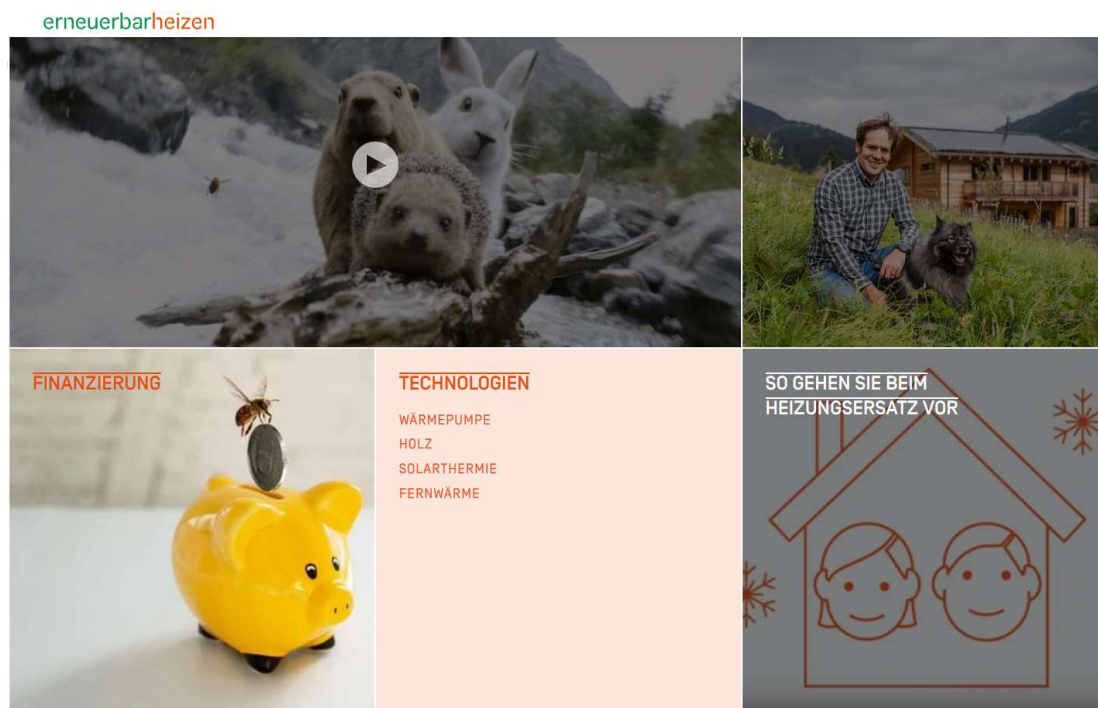 erneuerbarheizen
FINANZIERUNG
TECHNOLOGIEN
WÄRMEPUMPE
HOLZ
SOLARTHERMIE
FERNWÄRME
SO GEHEN SIE BEIM
HEIZUNGSERSATZ VOR